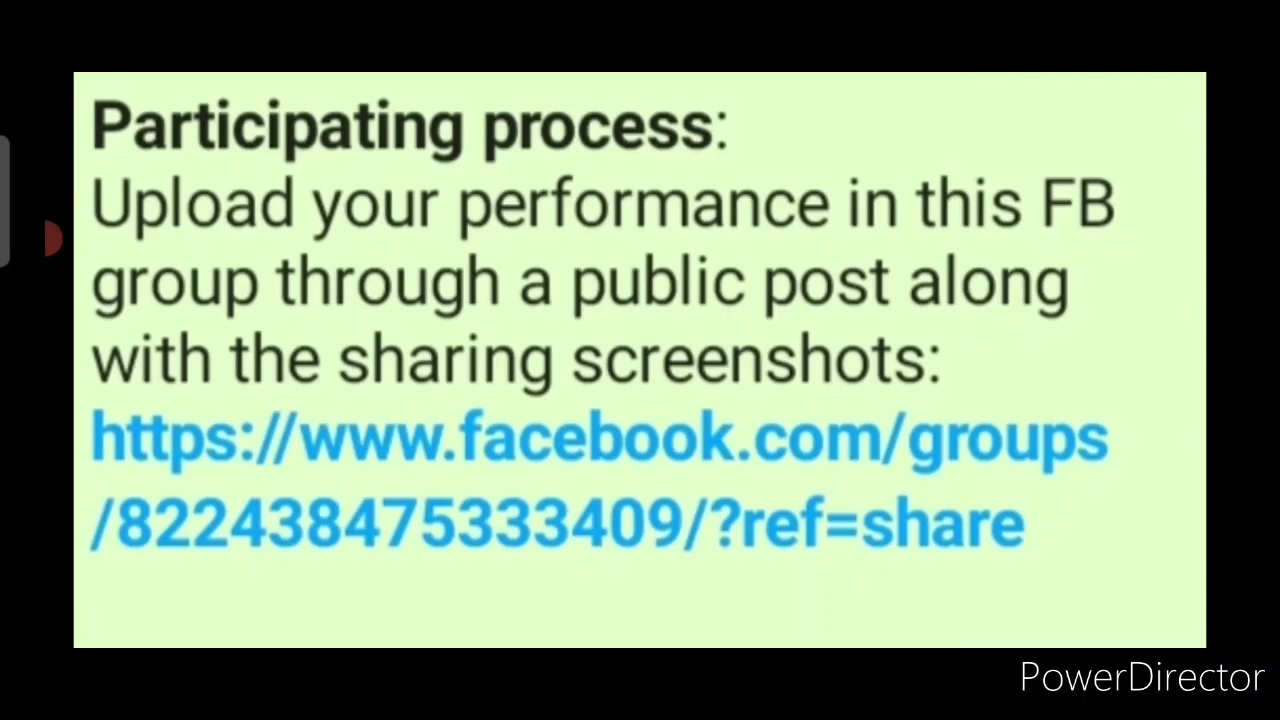 Participating process:
Upload your performance in this FB
group through a public post along
with the sharing screenshots:
https://www.facebook.com/groups
/822438475333409/?ref=share
PowerDirector